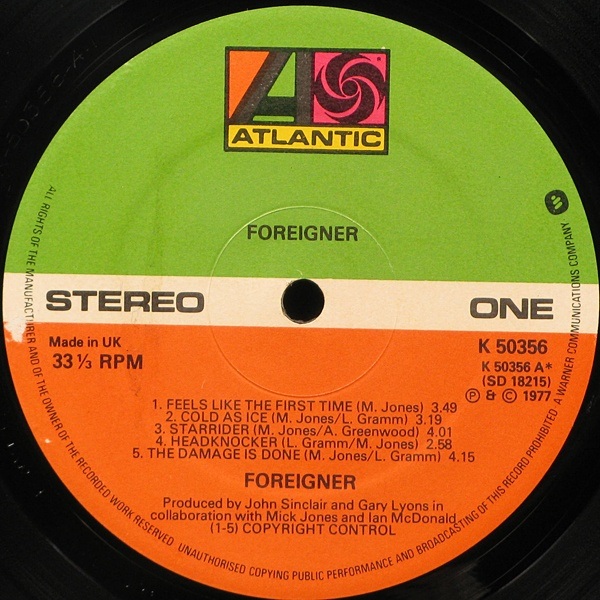 ATLANTIC
FOREIGNER
STEREO
ONE
Made in UK
33 ⅓ RPM
K 50356
K 50356 A*
(SD 18215)
Ⓟ & © 1977
1. FEELS LIKE THE FIRST TIME (M. Jones) 3.49
2. COLD AS ICE (M. Jones/L. Gramm) 3.19
3. STARRIDER (M. Jones/A. Greenwood) 4.01
4. HEADKNOCKER (L. Gramm/M. Jones) 2.58
5. THE DAMAGE IS DONE (M. Jones/L. Gramm) 4.15
FOREIGNER
Produced by John Sinclair and Gary Lyons in
collaboration with Mick Jones and Ian McDonald
(1-5) COPYRIGHT CONTROL
ALL RIGHTS OF THE MANUFACTURER AND OF THE OWNER OF THE RECORDED WORK RESERVED UNAUTHORISED COPYING PUBLIC PERFORMANCE AND BROADCASTING OF THIS RECORD PROHIBITED A WARNER COMMUNICATIONS COMPANY